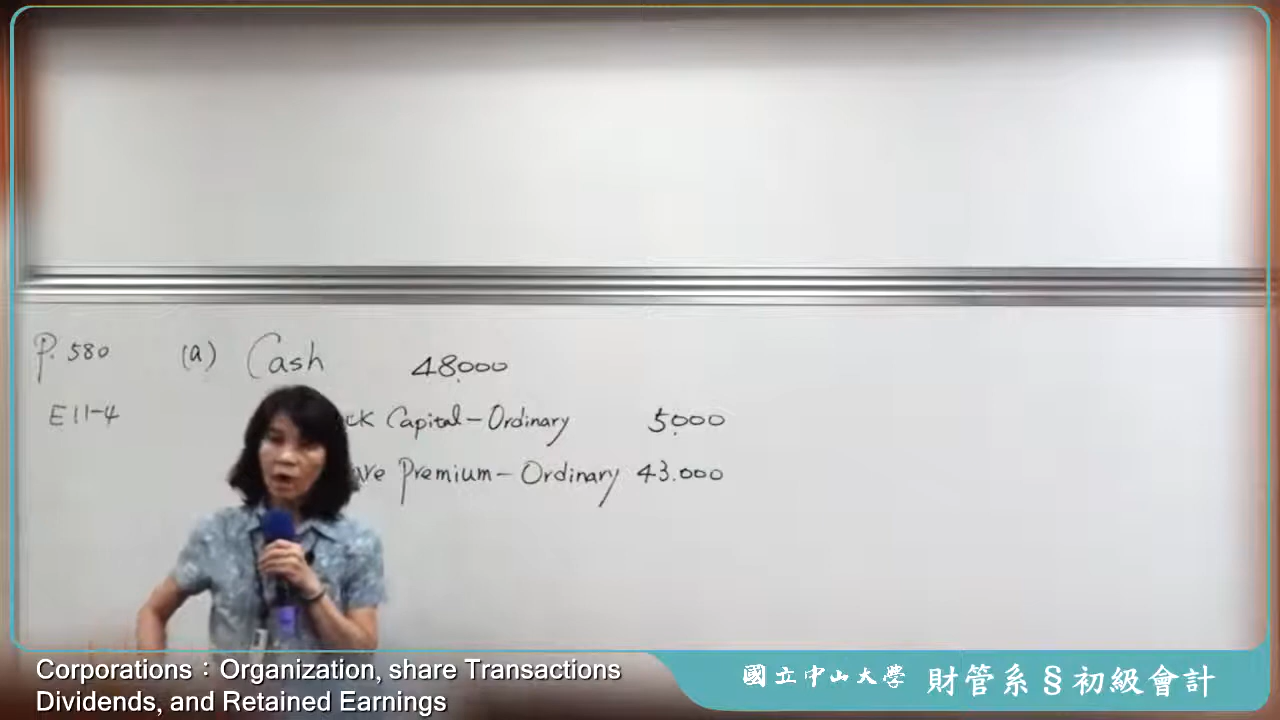 P. 580 (a) Cash 48,000
E11-4 ck Capital-Ordinary 5,000
are Premium-Ordinary 43,000
Corporations：Organization, share Transactions
Dividends, and Retained Earnings
國立中山大學 財管系§初級會計